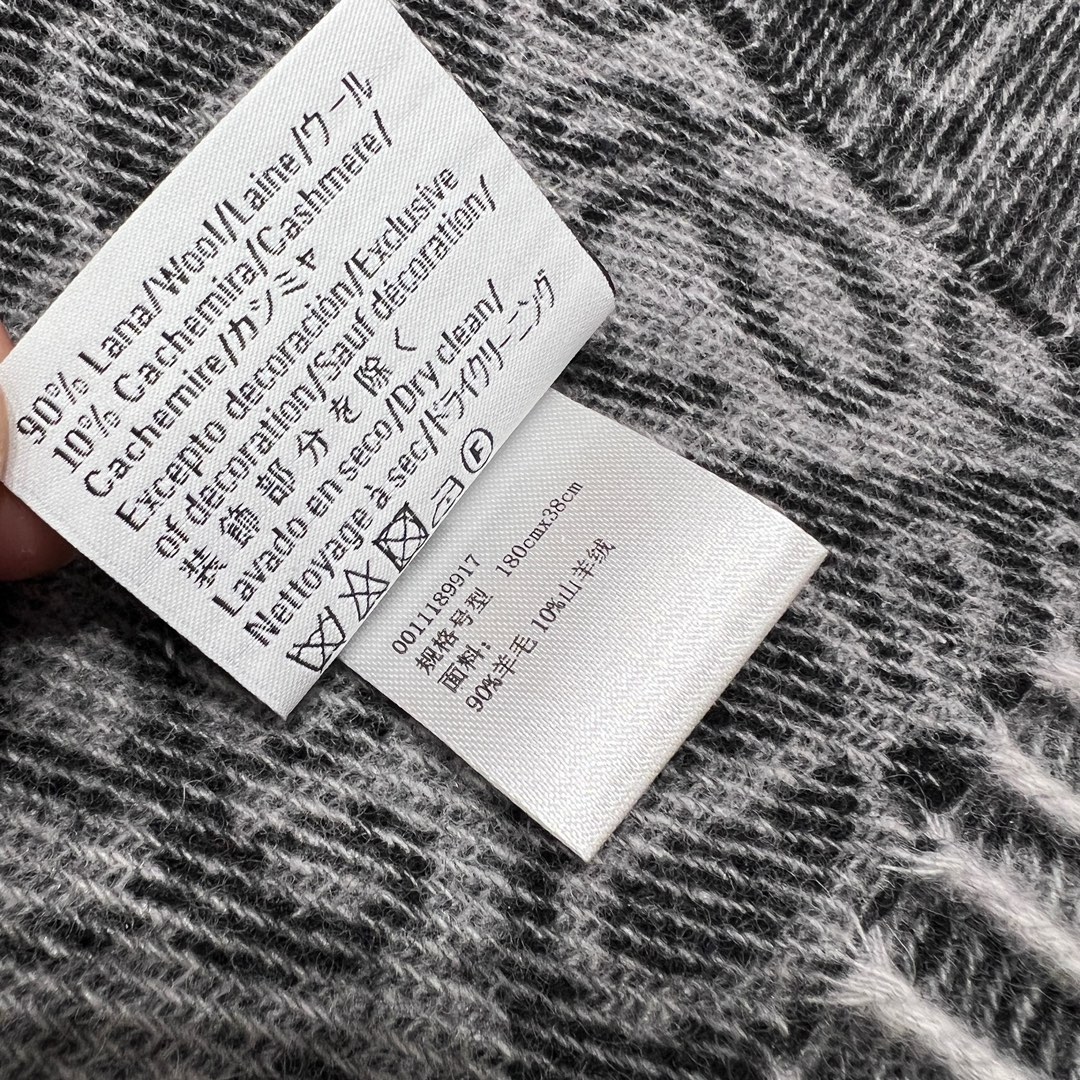 90% Lana/Wool/Laine/ウール
10% Cachemira/Cashmere/
Cachemire/カシミヤ
Excepto decoración/Exclusive
of decoration/Sauf décoration/
装飾部分を除く
Lavado en seco/Dry clean/
Nettoyage à sec/ドライクリーニング
F
0011189917
规格号型 180cmx38cm
面料:
90%羊毛 10%山羊绒